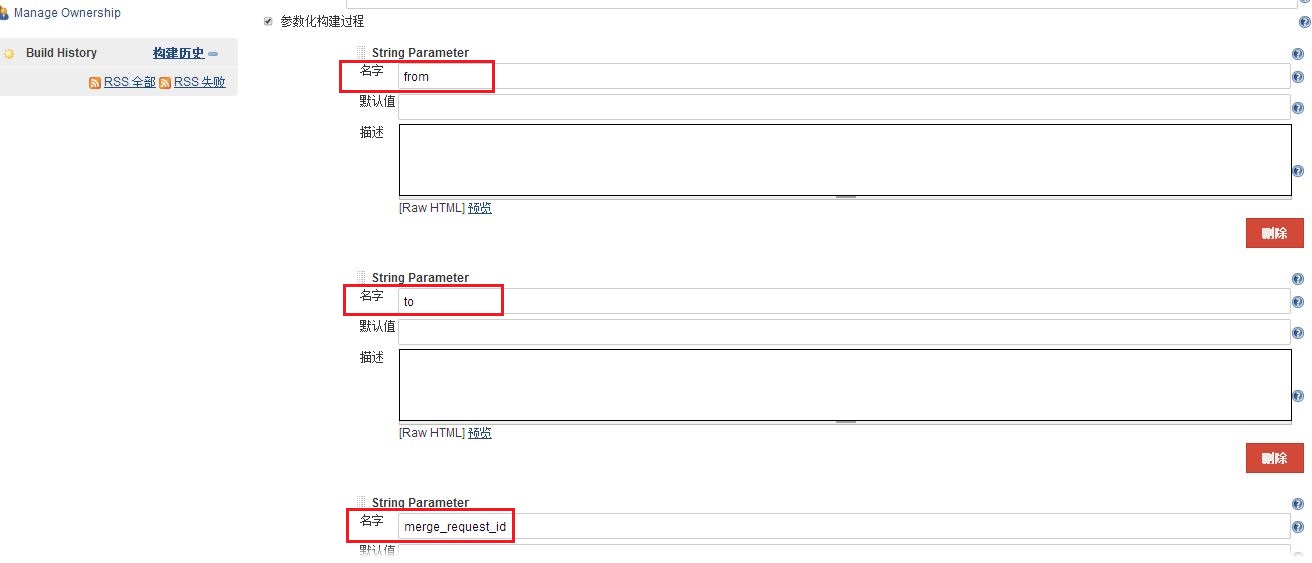 Manage Ownership
Build History 构建历史
RSS 全部 RSS 失败
参数化构建过程
String Parameter
名字 from
默认值
描述
[Raw HTML] 预览
删除
String Parameter
名字 to
默认值
描述
[Raw HTML] 预览
删除
String Parameter
名字 merge_request_id
默认值